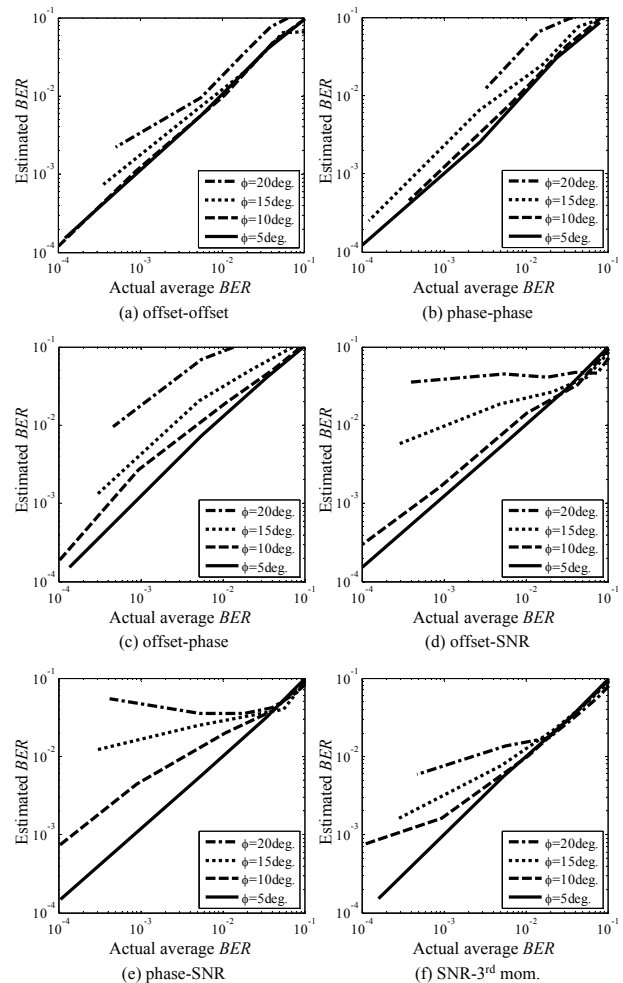 10⁻¹
10⁻²
10⁻³
10⁻⁴
Estimated BER
ϕ=20deg.
ϕ=15deg.
ϕ=10deg.
ϕ=5deg.
10⁻⁴ 10⁻³ 10⁻² 10⁻¹
Actual average BER
(a) offset-offset
10⁻¹
10⁻²
10⁻³
10⁻⁴
Estimated BER
ϕ=20deg.
ϕ=15deg.
ϕ=10deg.
ϕ=5deg.
10⁻⁴ 10⁻³ 10⁻² 10⁻¹
Actual average BER
(b) phase-phase
10⁻¹
10⁻²
10⁻³
10⁻⁴
Estimated BER
ϕ=20deg.
ϕ=15deg.
ϕ=10deg.
ϕ=5deg.
10⁻⁴ 10⁻³ 10⁻² 10⁻¹
Actual average BER
(c) offset-phase
10⁻¹
10⁻²
10⁻³
10⁻⁴
Estimated BER
ϕ=20deg.
ϕ=15deg.
ϕ=10deg.
ϕ=5deg.
10⁻⁴ 10⁻³ 10⁻² 10⁻¹
Actual average BER
(d) offset-SNR
10⁻¹
10⁻²
10⁻³
10⁻⁴
Estimated BER
ϕ=20deg.
ϕ=15deg.
ϕ=10deg.
ϕ=5deg.
10⁻⁴ 10⁻³ 10⁻² 10⁻¹
Actual average BER
(e) phase-SNR
10⁻¹
10⁻²
10⁻³
10⁻⁴
Estimated BER
ϕ=20deg.
ϕ=15deg.
ϕ=10deg.
ϕ=5deg.
10⁻⁴ 10⁻³ 10⁻² 10⁻¹
Actual average BER
(f) SNR-3ʳᵈ mom.